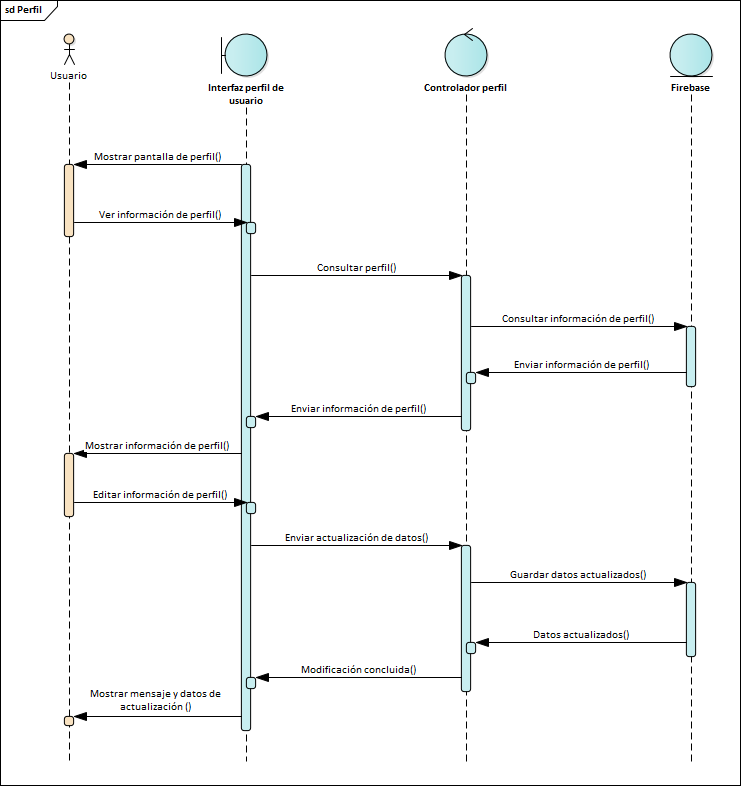 sd Perfil
Usuario
Interfaz perfil de
usuario
Controlador perfil
Firebase
Mostrar pantalla de perfil()
Ver información de perfil()
Consultar perfil()
Consultar información de perfil()
Enviar información de perfil()
Enviar información de perfil()
Mostrar información de perfil()
Editar información de perfil()
Enviar actualización de datos()
Guardar datos actualizados()
Datos actualizados()
Modificación concluida()
Mostrar mensaje y datos de
actualización ()